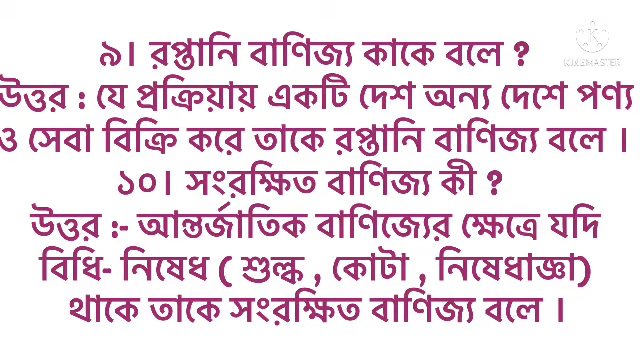 ৯। রপ্তানি বাণিজ্য কাকে বলে ?
KINEMASTER
উত্তর : যে প্রক্রিয়ায় একটি দেশ অন্য দেশে পণ্য
ও সেবা বিক্রি করে তাকে রপ্তানি বাণিজ্য বলে ।
১০। সংরক্ষিত বাণিজ্য কী ?
উত্তর :- আন্তর্জাতিক বাণিজ্যের ক্ষেত্রে যদি
বিধি- নিষেধ ( শুল্ক , কোটা , নিষেধাজ্ঞা)
থাকে তাকে সংরক্ষিত বাণিজ্য বলে ।